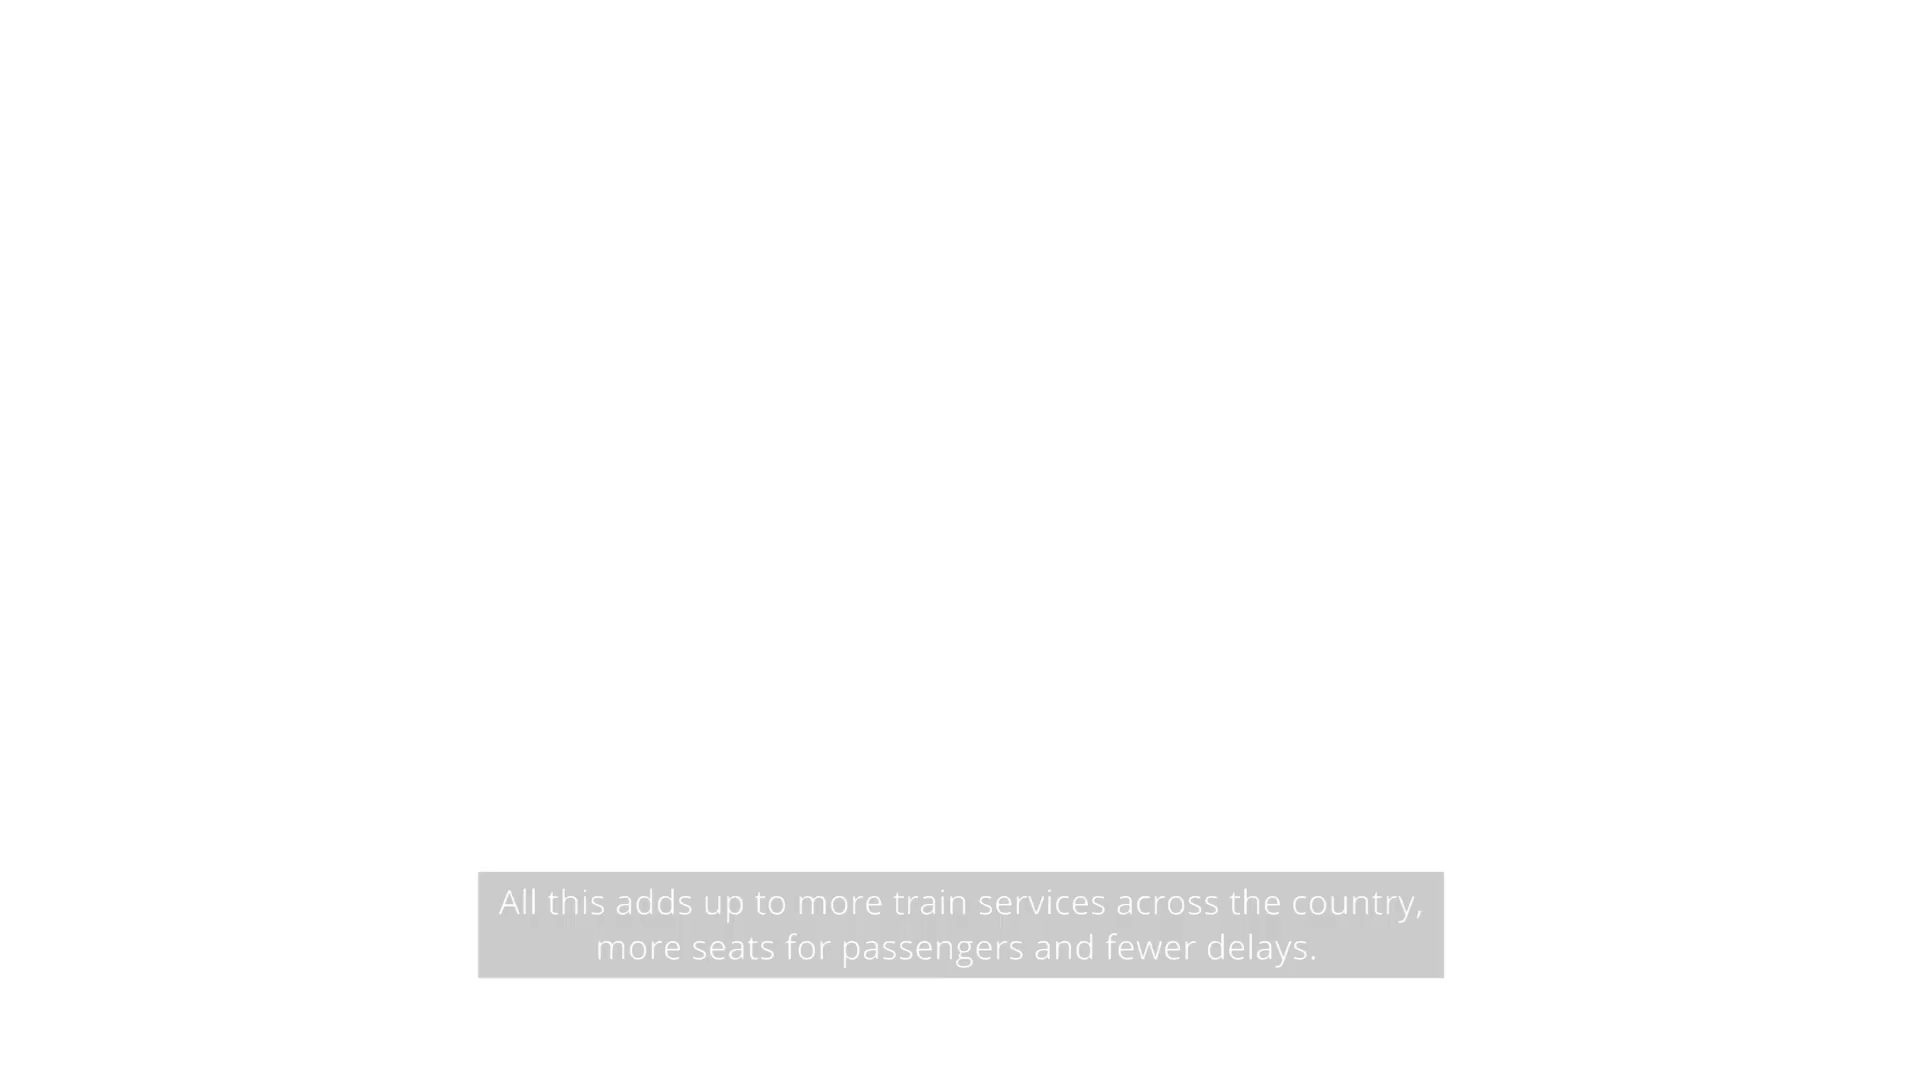 All this adds up to more train services across the country,
more seats for passengers and fewer delays.